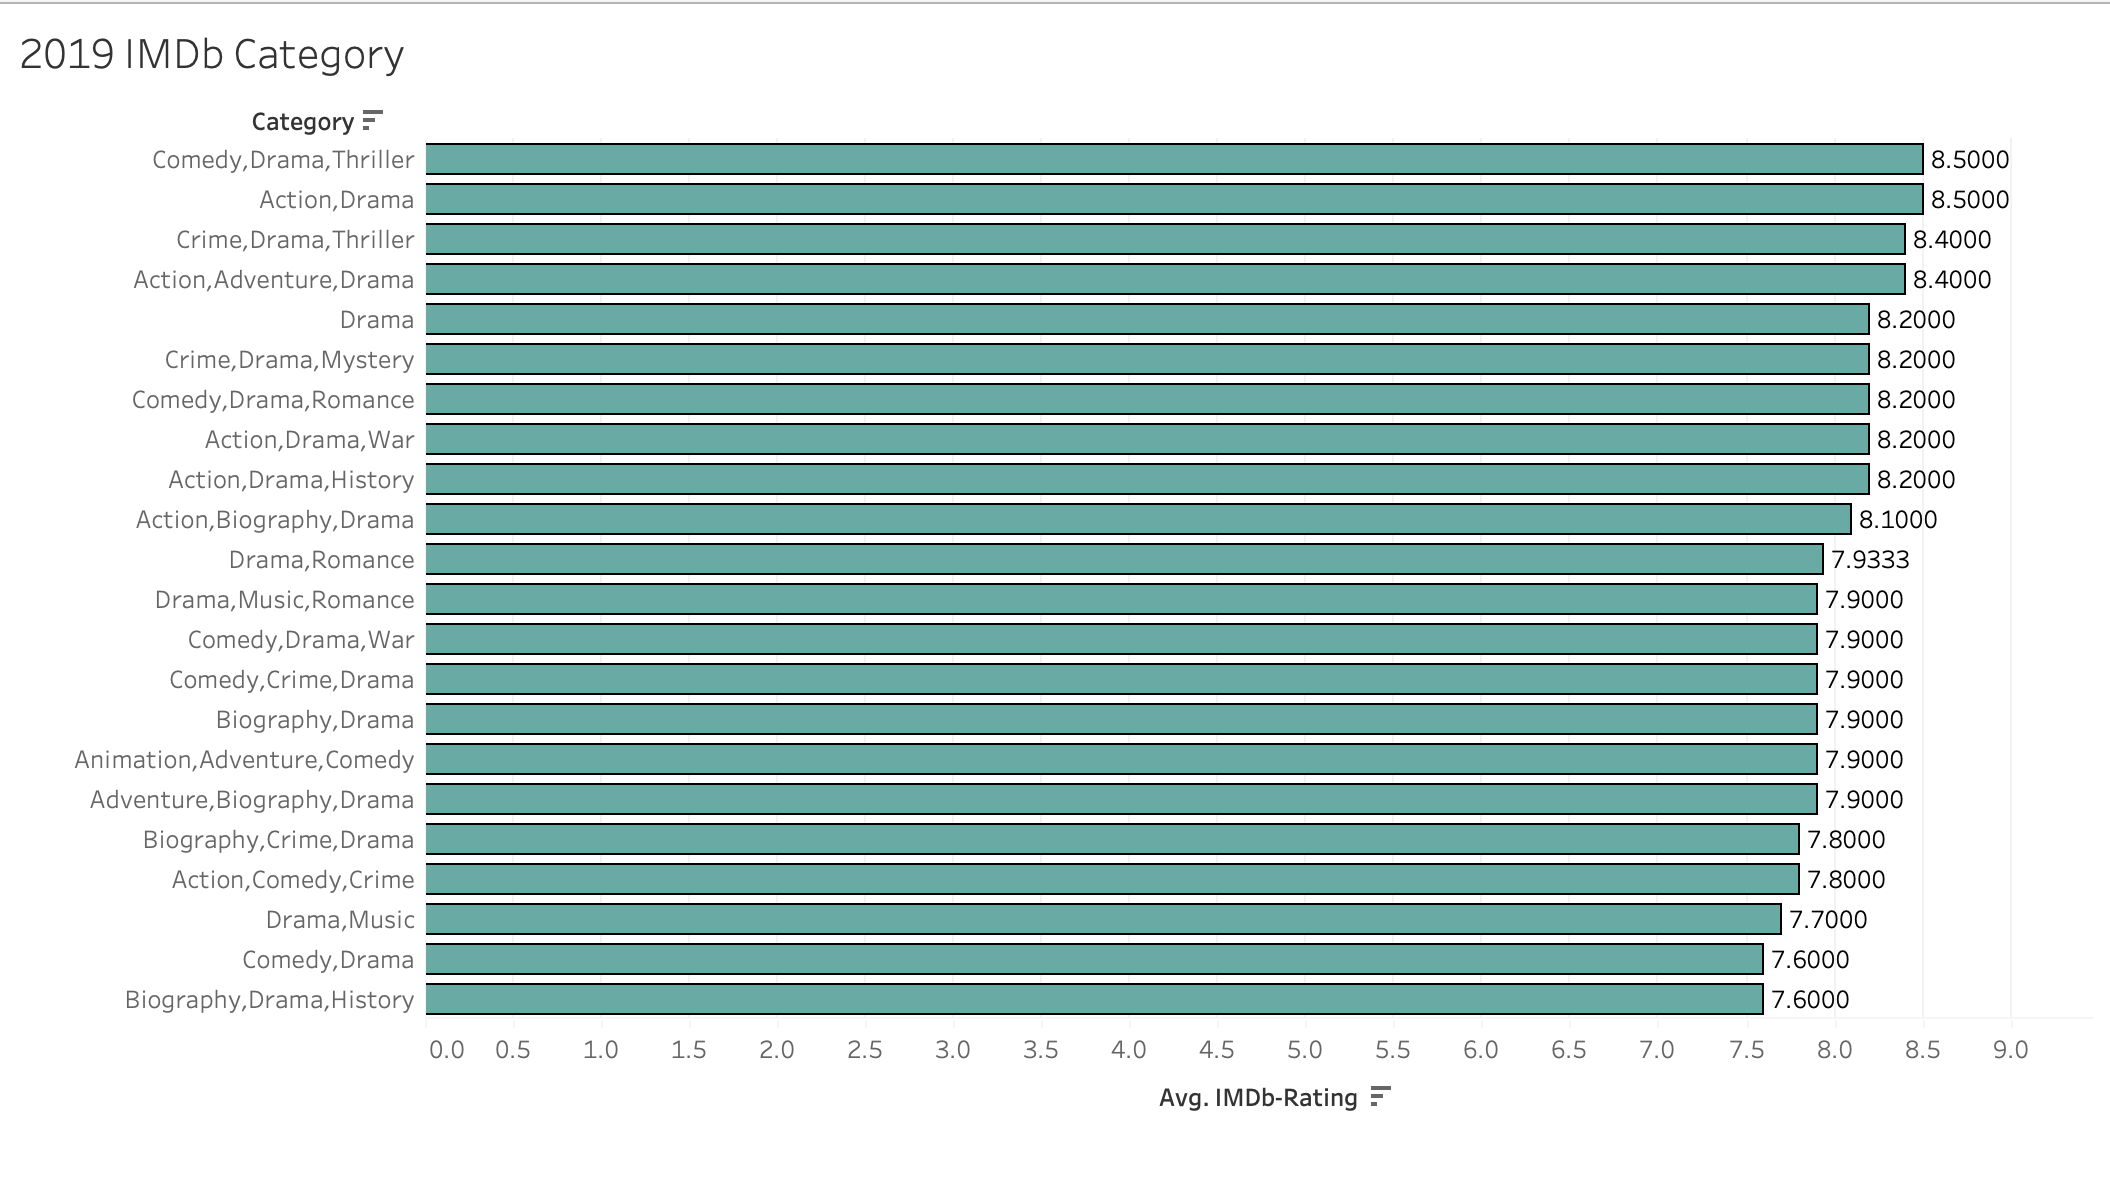 2019 IMDb Category
Category
Comedy,Drama,Thriller 8.5000
Action,Drama 8.5000
Crime,Drama,Thriller 8.4000
Action,Adventure,Drama 8.4000
Drama 8.2000
Crime,Drama,Mystery 8.2000
Comedy,Drama,Romance 8.2000
Action,Drama,War 8.2000
Action,Drama,History 8.2000
Action,Biography,Drama 8.1000
Drama,Romance 7.9333
Drama,Music,Romance 7.9000
Comedy,Drama,War 7.9000
Comedy,Crime,Drama 7.9000
Biography,Drama 7.9000
Animation,Adventure,Comedy 7.9000
Adventure,Biography,Drama 7.9000
Biography,Crime,Drama 7.8000
Action,Comedy,Crime 7.8000
Drama,Music 7.7000
Comedy,Drama 7.6000
Biography,Drama,History 7.6000
0.0 0.5 1.0 1.5 2.0 2.5 3.0 3.5 4.0 4.5 5.0 5.5 6.0 6.5 7.0 7.5 8.0 8.5 9.0
Avg. IMDb-Rating